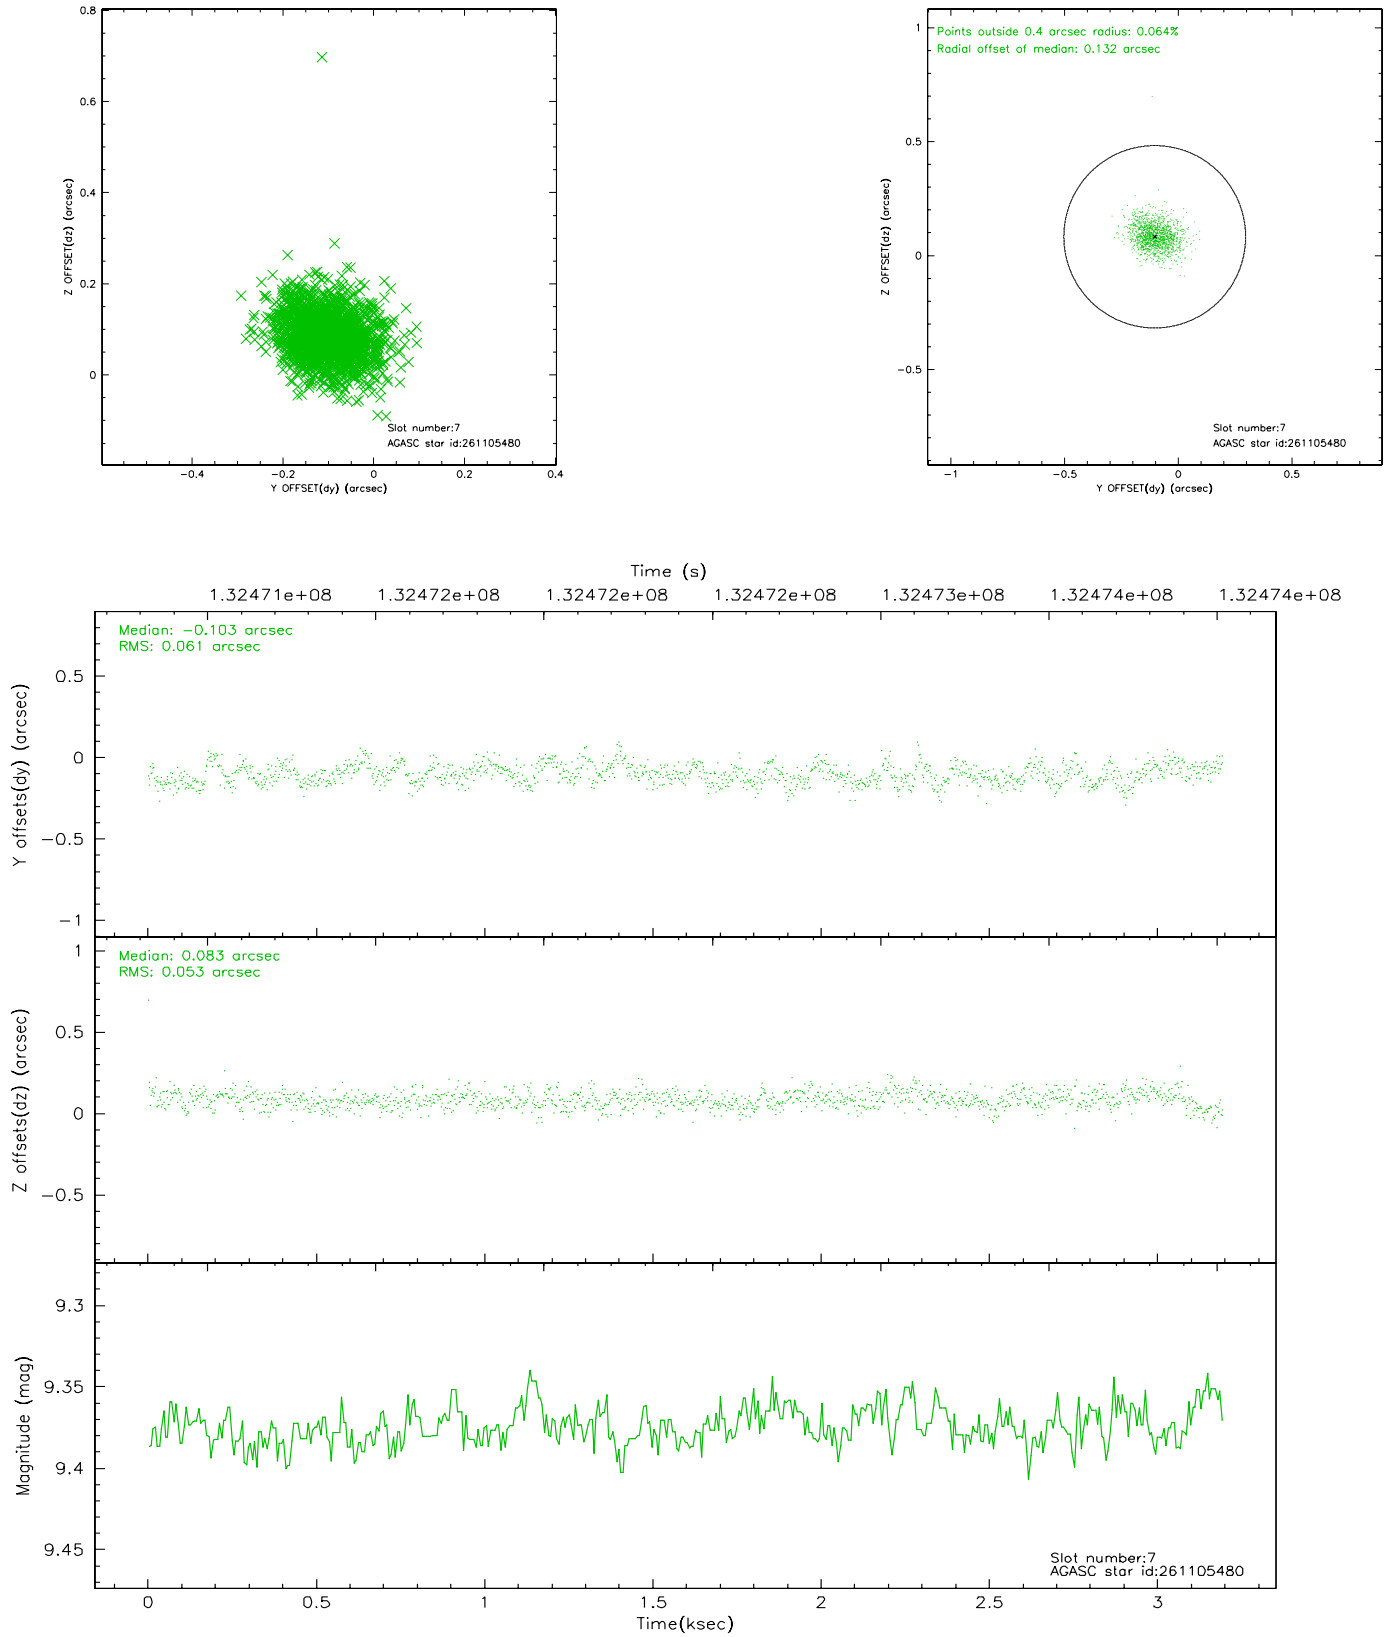 0.8
0.6
0.4
0.2
0
Z OFFSET(dz) (arcsec)
Slot number:7
AGASC star id:261105480
−0.4 −0.2 0 0.2 0.4
Y OFFSET(dy) (arcsec)
Points outside 0.4 arcsec radius: 0.064%
Radial offset of median: 0.132 arcsec
1
0.5
0
−0.5
Z OFFSET(dz) (arcsec)
Slot number:7
AGASC star id:261105480
−1 −0.5 0 0.5
Y OFFSET(dy) (arcsec)
Time (s)
1.32471e+08 1.32472e+08 1.32472e+08 1.32472e+08 1.32473e+08 1.32474e+08 1.32474e+08
Median: −0.103 arcsec
RMS: 0.061 arcsec
0.5
0
−0.5
−1
Y offsets(dy) (arcsec)
Median: 0.083 arcsec
RMS: 0.053 arcsec
1
0.5
0
−0.5
Z offsets(dz) (arcsec)
9.3
9.35
9.4
9.45
Magnitude (mag)
Slot number:7
AGASC star id:261105480
0 0.5 1 1.5 2 2.5 3
Time(ksec)